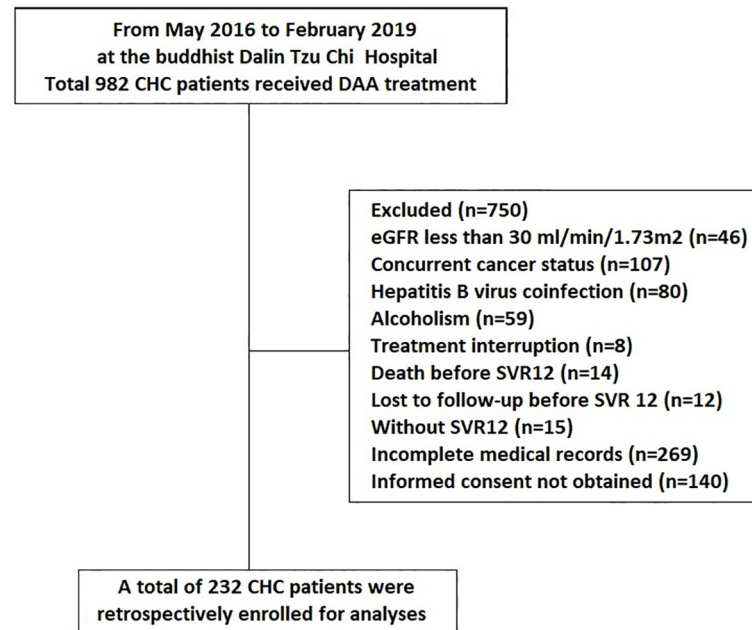 From May 2016 to February 2019
at the buddhist Dalin Tzu Chi Hospital
Total 982 CHC patients received DAA treatment
Excluded (n=750)
eGFR less than 30 ml/min/1.73m2 (n=46)
Concurrent cancer status (n=107)
Hepatitis B virus coinfection (n=80)
Alcoholism (n=59)
Treatment interruption (n=8)
Death before SVR12 (n=14)
Lost to follow-up before SVR 12 (n=12)
Without SVR12 (n=15)
Incomplete medical records (n=269)
Informed consent not obtained (n=140)
A total of 232 CHC patients were
retrospectively enrolled for analyses